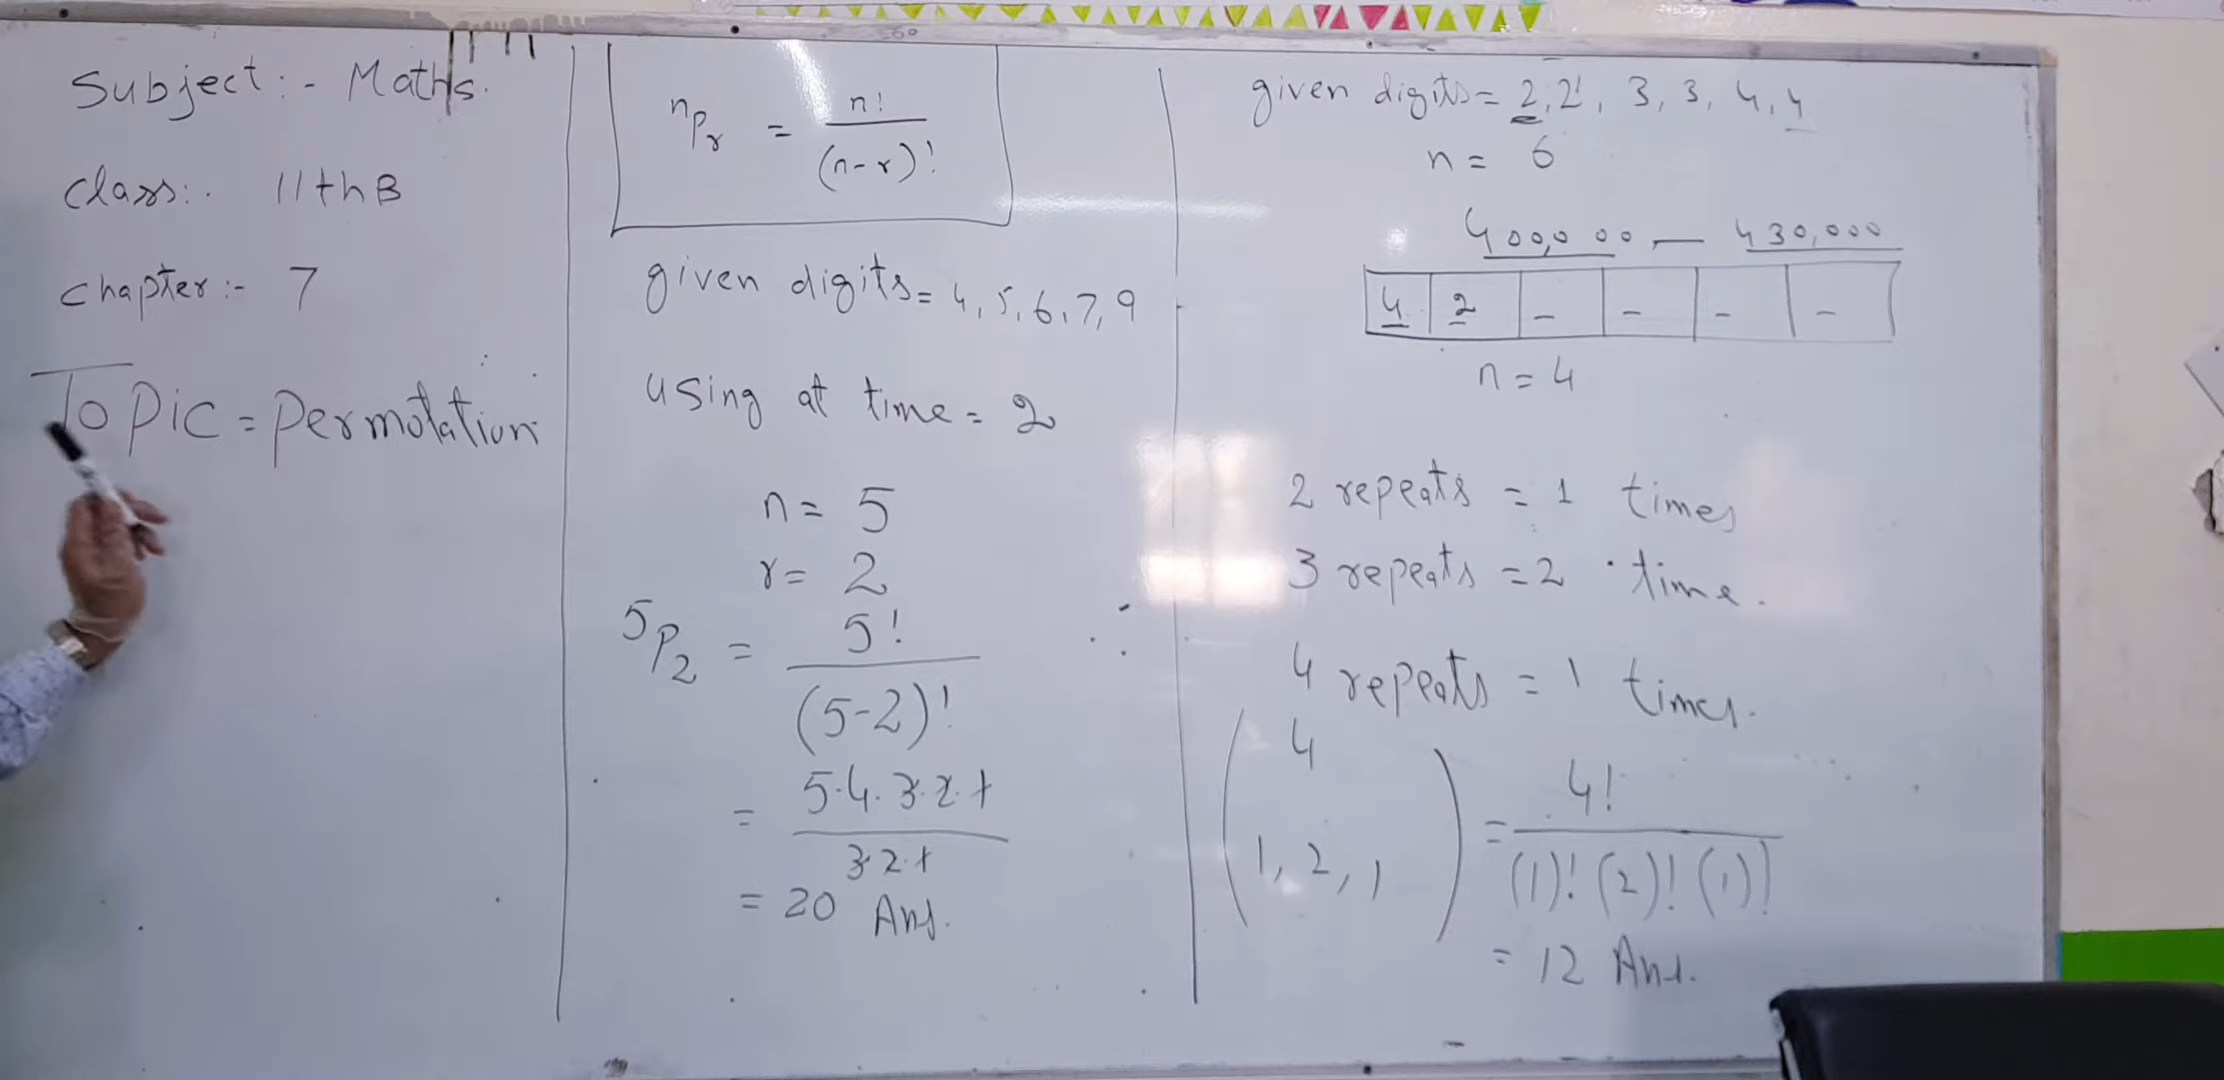 Subject:- Maths.
Class:. 11th B
Chapter:- 7
Topic = Permotation
nPr = n! / (n-r)!
given digits = 4, 5, 6, 7, 9
using at time = 2
n = 5
r = 2
5P2 = 5! / (5-2)!
= 5.4.3.2.1 / 3.2.1
= 20 Ans.
given digits = 2, 2, 3, 3, 4, 4
n = 6
400,000 — 430,000
4 2 - - - -
n = 4
2 repeats = 1 times
3 repeats = 2 time.
4 repeats = 1 times.
(4 / 1, 2, 1) = 4! / (1)! (2)! (1)!
= 12 Ans.